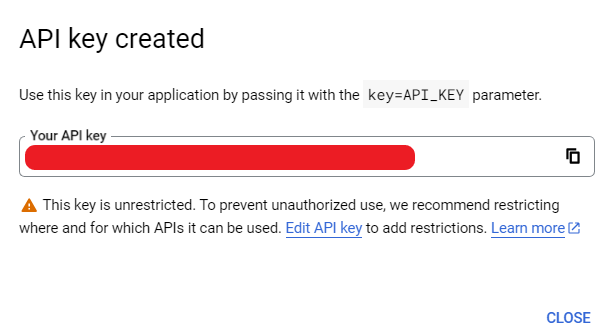 API key created
Use this key in your application by passing it with the key=API_KEY parameter.
Your API key
This key is unrestricted. To prevent unauthorized use, we recommend restricting
where and for which APIs it can be used. Edit API key to add restrictions. Learn more
CLOSE